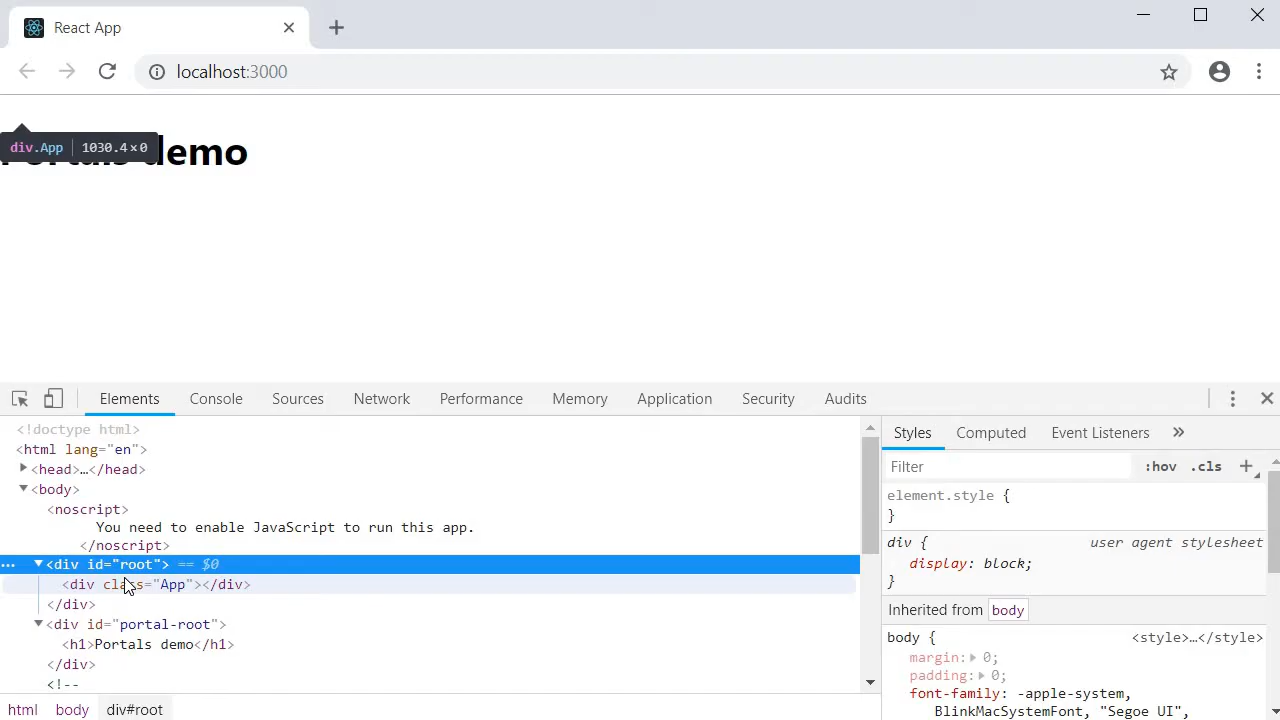 React App
localhost:3000
div.App 1030.4×0
demo
Elements Console Sources Network Performance Memory Application Security Audits
<!doctype html>
<html lang="en">
<head>…</head>
<body>
<noscript>
You need to enable JavaScript to run this app.
</noscript>
<div id="root"> == $0
<div class="App"></div>
</div>
<div id="portal-root">
<h1>Portals demo</h1>
</div>
<!--
html body div#root
Styles Computed Event Listeners
Filter :hov .cls
element.style {
}
div { user agent stylesheet
display: block;
}
Inherited from body
body { <style>…</style>
margin: 0;
padding: 0;
font-family: -apple-system,
BlinkMacSystemFont, "Segoe UI",